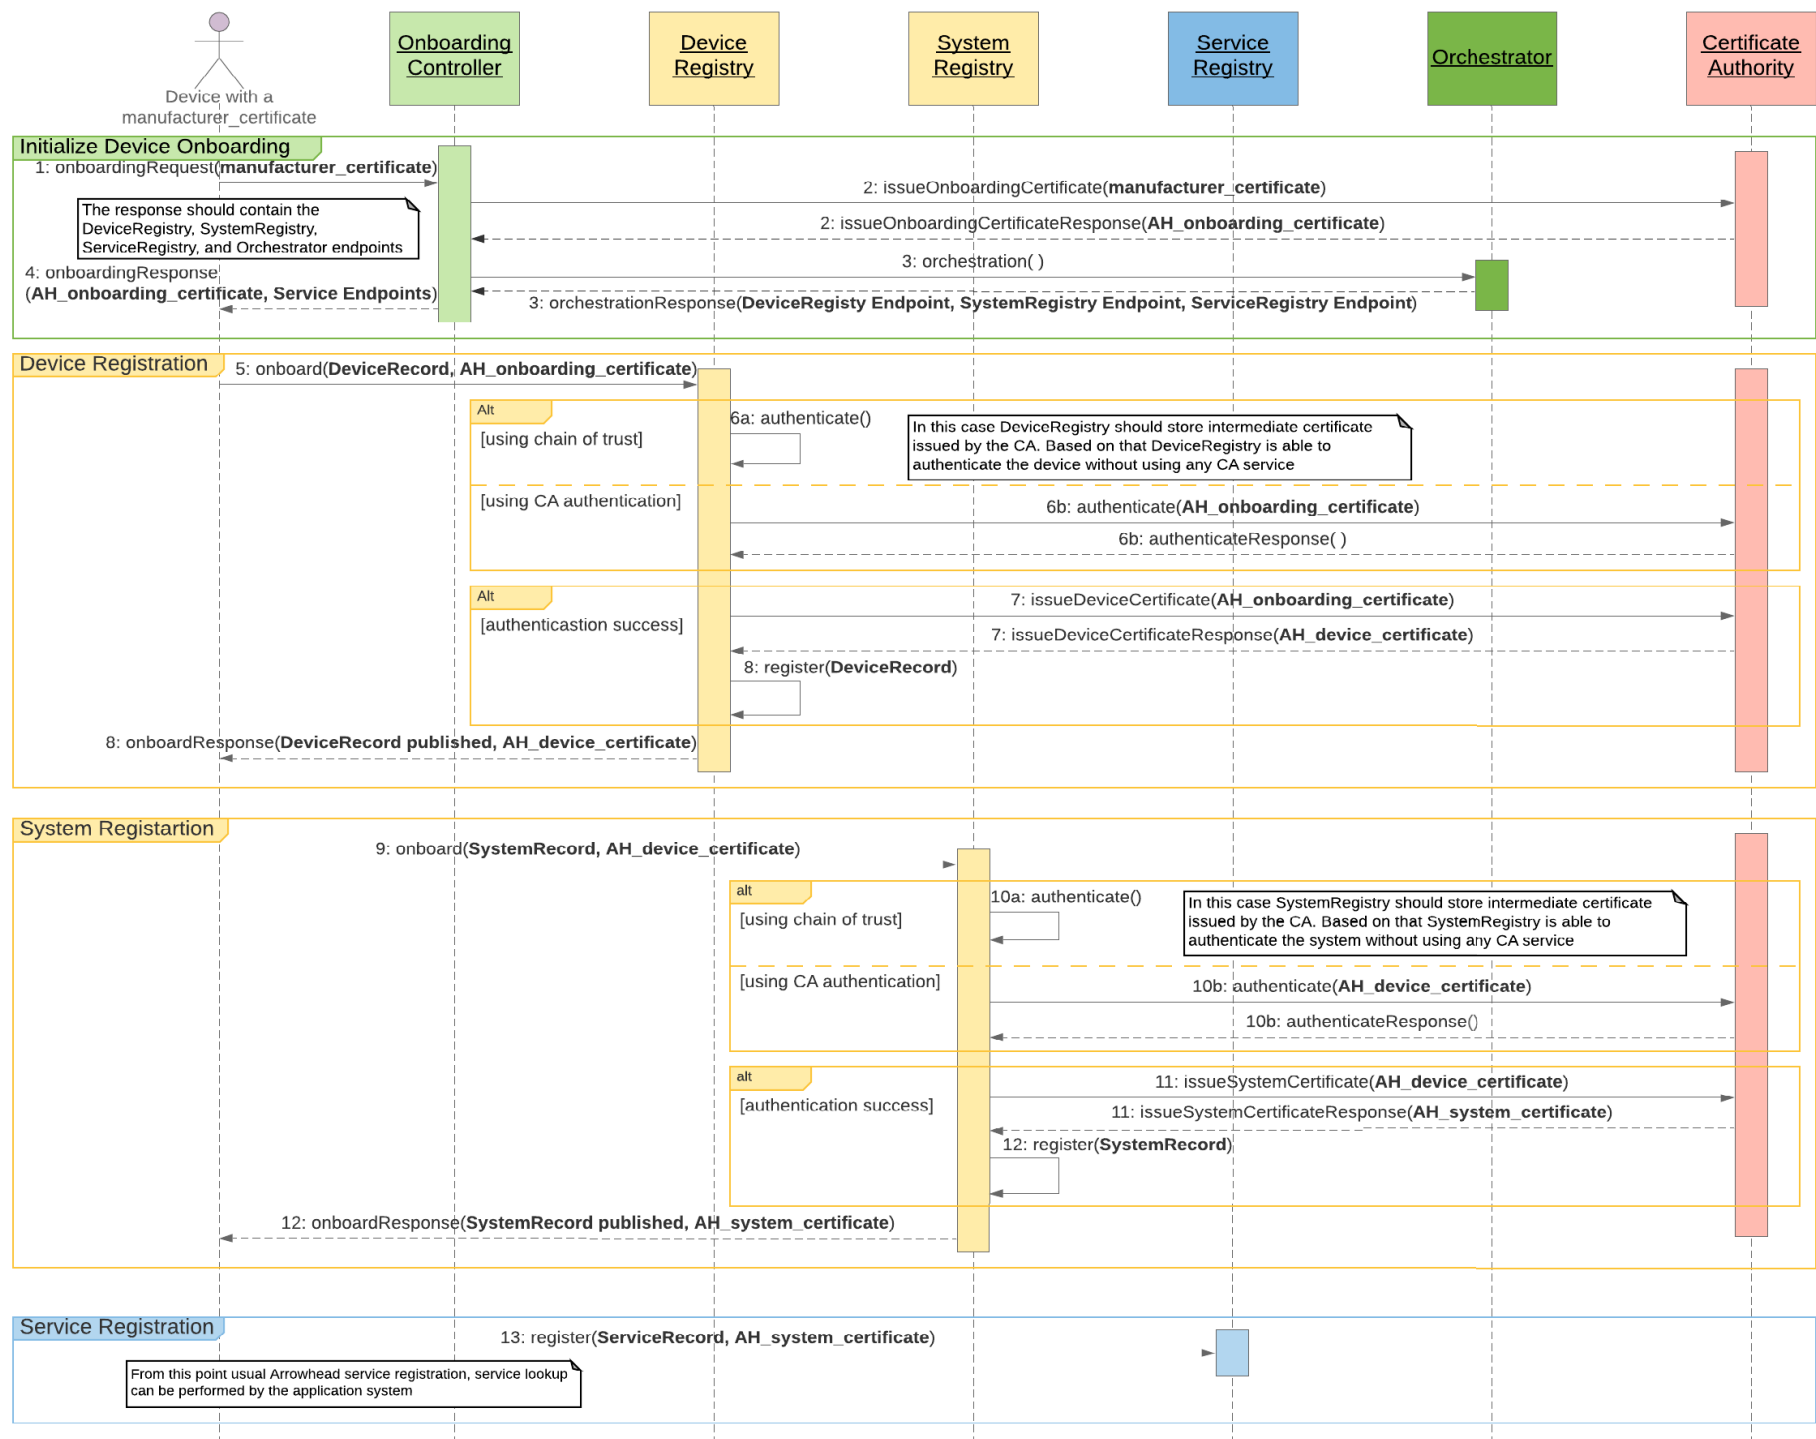 Device with a
manufacturer_certificate
Onboarding
Controller
Device
Registry
System
Registry
Service
Registry
Orchestrator
Certificate
Authority
Initialize Device Onboarding
1: onboardingRequest(manufacturer_certificate)
2: issueOnboardingCertificate(manufacturer_certificate)
The response should contain the
DeviceRegistry, SystemRegistry,
ServiceRegistry, and Orchestrator endpoints
2: issueOnboardingCertificateResponse(AH_onboarding_certificate)
3: orchestration( )
4: onboardingResponse
(AH_onboarding_certificate, Service Endpoints)
3: orchestrationResponse(DeviceRegisty Endpoint, SystemRegistry Endpoint, ServiceRegistry Endpoint)
Device Registration
5: onboard(DeviceRecord, AH_onboarding_certificate)
Alt
[using chain of trust]
6a: authenticate()
In this case DeviceRegistry should store intermediate certificate
issued by the CA. Based on that DeviceRegistry is able to
authenticate the device without using any CA service
[using CA authentication]
6b: authenticate(AH_onboarding_certificate)
6b: authenticateResponse( )
Alt
[authenticastion success]
7: issueDeviceCertificate(AH_onboarding_certificate)
7: issueDeviceCertificateResponse(AH_device_certificate)
8: register(DeviceRecord)
8: onboardResponse(DeviceRecord published, AH_device_certificate)
System Registartion
9: onboard(SystemRecord, AH_device_certificate)
alt
[using chain of trust]
10a: authenticate()
In this case SystemRegistry should store intermediate certificate
issued by the CA. Based on that SystemRegistry is able to
authenticate the system without using any CA service
[using CA authentication]
10b: authenticate(AH_device_certificate)
10b: authenticateResponse()
alt
[authentication success]
11: issueSystemCertificate(AH_device_certificate)
11: issueSystemCertificateResponse(AH_system_certificate)
12: register(SystemRecord)
12: onboardResponse(SystemRecord published, AH_system_certificate)
Service Registration
13: register(ServiceRecord, AH_system_certificate)
From this point usual Arrowhead service registration, service lookup
can be performed by the application system